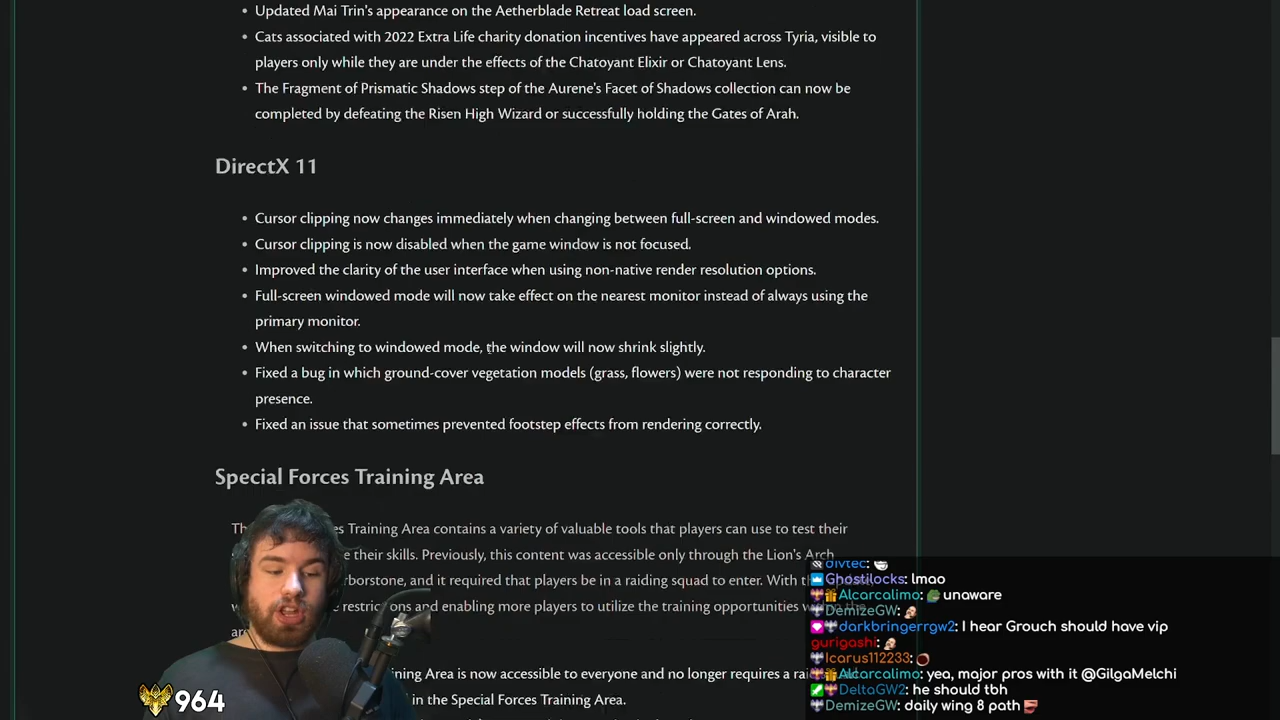 Updated Mai Trin's appearance on the Aetherblade Retreat load screen.
Cats associated with 2022 Extra Life charity donation incentives have appeared across Tyria, visible to
players only while they are under the effects of the Chatoyant Elixir or Chatoyant Lens.
The Fragment of Prismatic Shadows step of the Aurene's Facet of Shadows collection can now be
completed by defeating the Risen High Wizard or successfully holding the Gates of Arah.
DirectX 11
Cursor clipping now changes immediately when changing between full-screen and windowed modes.
Cursor clipping is now disabled when the game window is not focused.
Improved the clarity of the user interface when using non-native render resolution options.
Full-screen windowed mode will now take effect on the nearest monitor instead of always using the
primary monitor.
When switching to windowed mode, the window will now shrink slightly.
Fixed a bug in which ground-cover vegetation models (grass, flowers) were not responding to character
presence.
Fixed an issue that sometimes prevented footstep effects from rendering correctly.
Special Forces Training Area
Training Area contains a variety of valuable tools that players can use to test their
their skills. Previously, this content was accessible only through the Lion's Arch
and it required that players be in a raiding squad to enter. With
and enabling more players to utilize the training opportunities
Area is now accessible to everyone and no longer requires a
in the Special Forces Training Area.
divtec:
Ghostilocks: lmao
Alcarcalimo: unaware
DemizeGW:
darkbringerrgw2: I hear Grouch should have vip
gurigashi:
Icarus112233:
Alcarcalimo: yea, major pros with it @GilgaMelchi
DeltaGW2: he should tbh
DemizeGW: daily wing 8 path
964